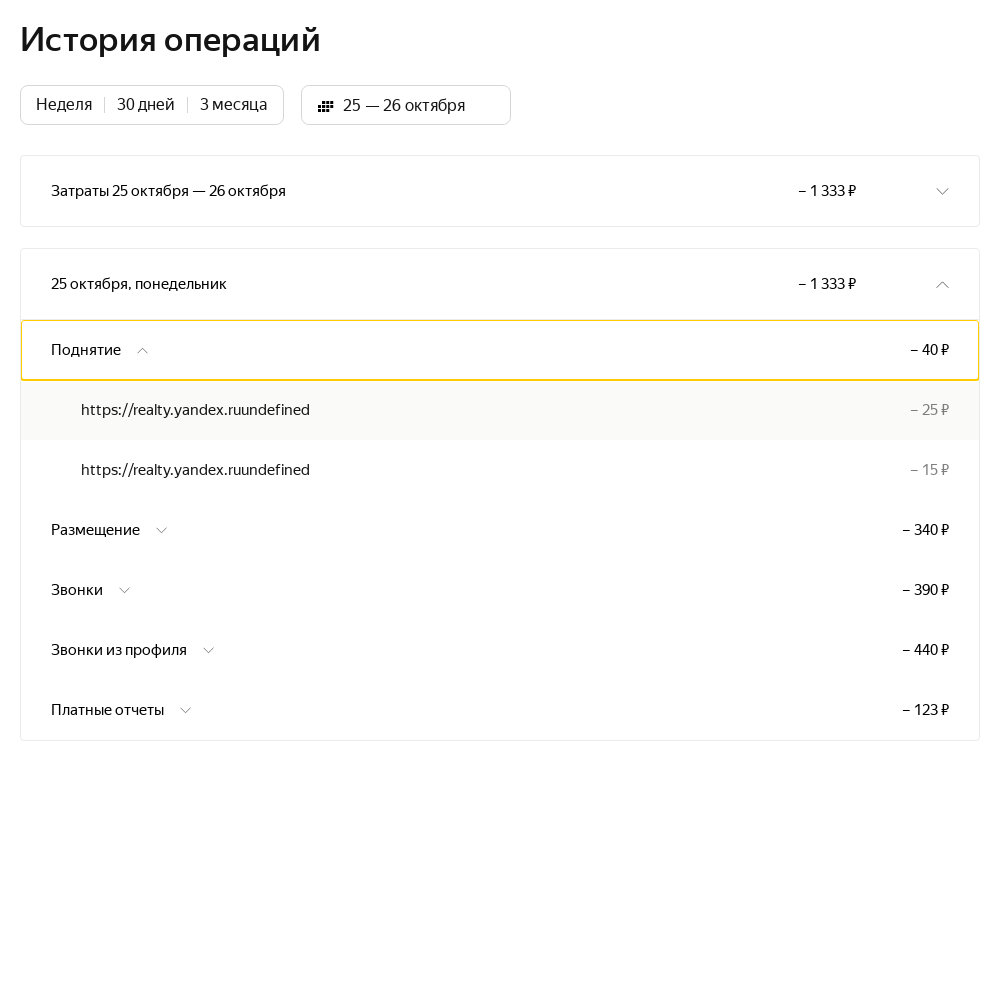 История операций
Неделя 30 дней 3 месяца 25 — 26 октября
Затраты 25 октября — 26 октября – 1 333 ₽
25 октября, понедельник – 1 333 ₽
Поднятие – 40 ₽
https://realty.yandex.ruundefined – 25 ₽
https://realty.yandex.ruundefined – 15 ₽
Размещение – 340 ₽
Звонки – 390 ₽
Звонки из профиля – 440 ₽
Платные отчеты – 123 ₽